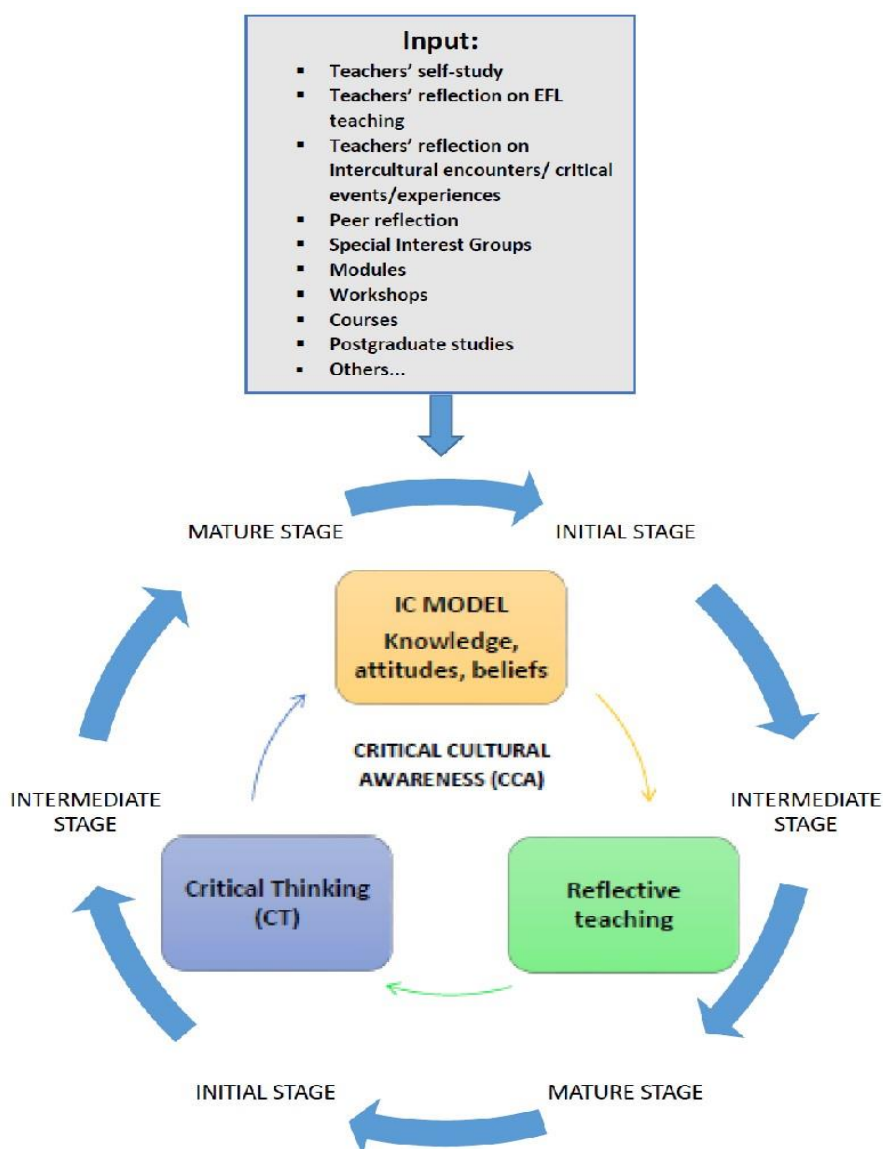 Input:
▪ Teachers' self-study
▪ Teachers' reflection on EFL
teaching
▪ Teachers' reflection on
Intercultural encounters/ critical
events/experiences
▪ Peer reflection
▪ Special Interest Groups
▪ Modules
▪ Workshops
▪ Courses
▪ Postgraduate studies
▪ Others...
MATURE STAGE
INITIAL STAGE
IC MODEL
Knowledge,
attitudes, beliefs
CRITICAL CULTURAL
AWARENESS (CCA)
INTERMEDIATE
STAGE
INTERMEDIATE
STAGE
Critical Thinking
(CT)
Reflective
teaching
INITIAL STAGE
MATURE STAGE